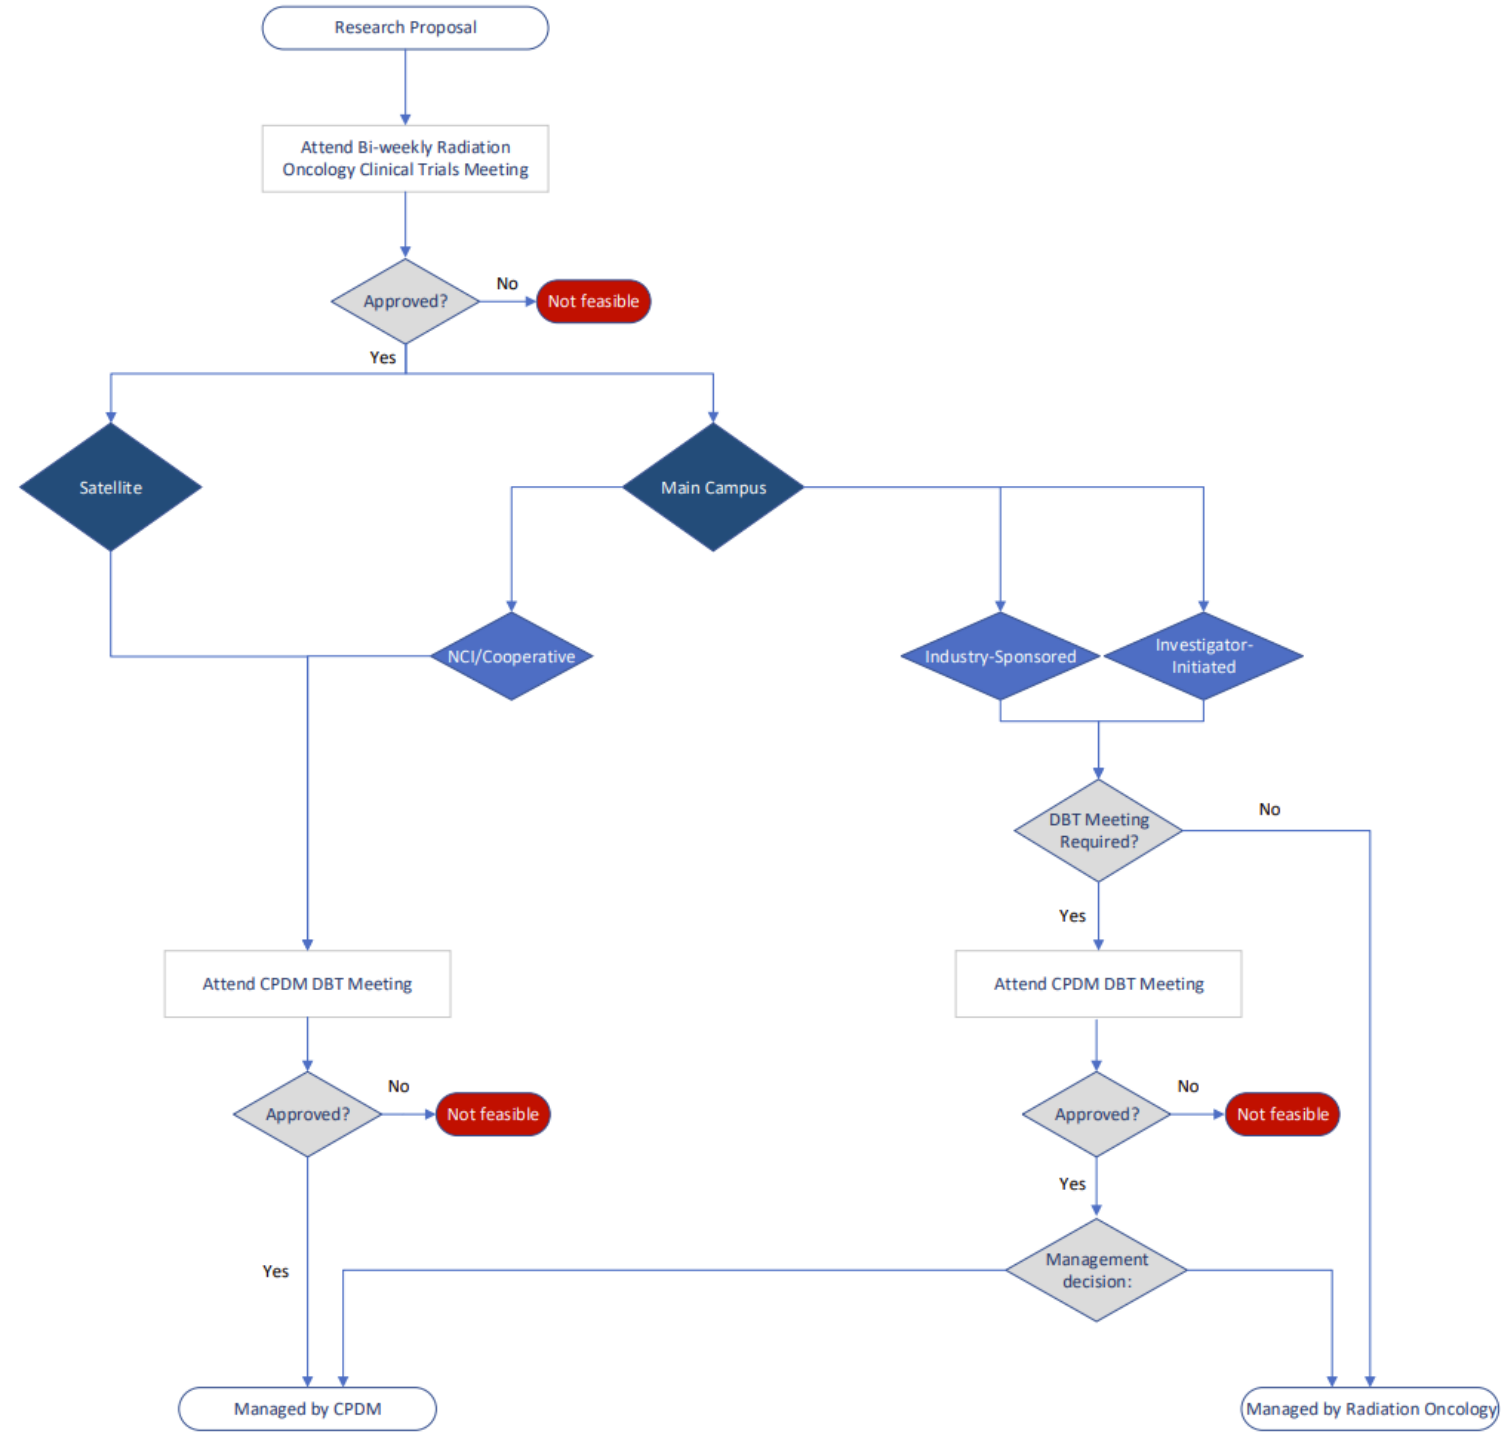 Research Proposal
Attend Bi-weekly Radiation
Oncology Clinical Trials Meeting
Approved?
No
Not feasible
Yes
Satellite
Main Campus
NCI/Cooperative
Industry-Sponsored
Investigator-
Initiated
DBT Meeting
Required?
No
Yes
Attend CPDM DBT Meeting
Attend CPDM DBT Meeting
Approved?
No
Not feasible
Approved?
No
Not feasible
Yes
Yes
Management
decision:
Managed by CPDM
Managed by Radiation Oncology